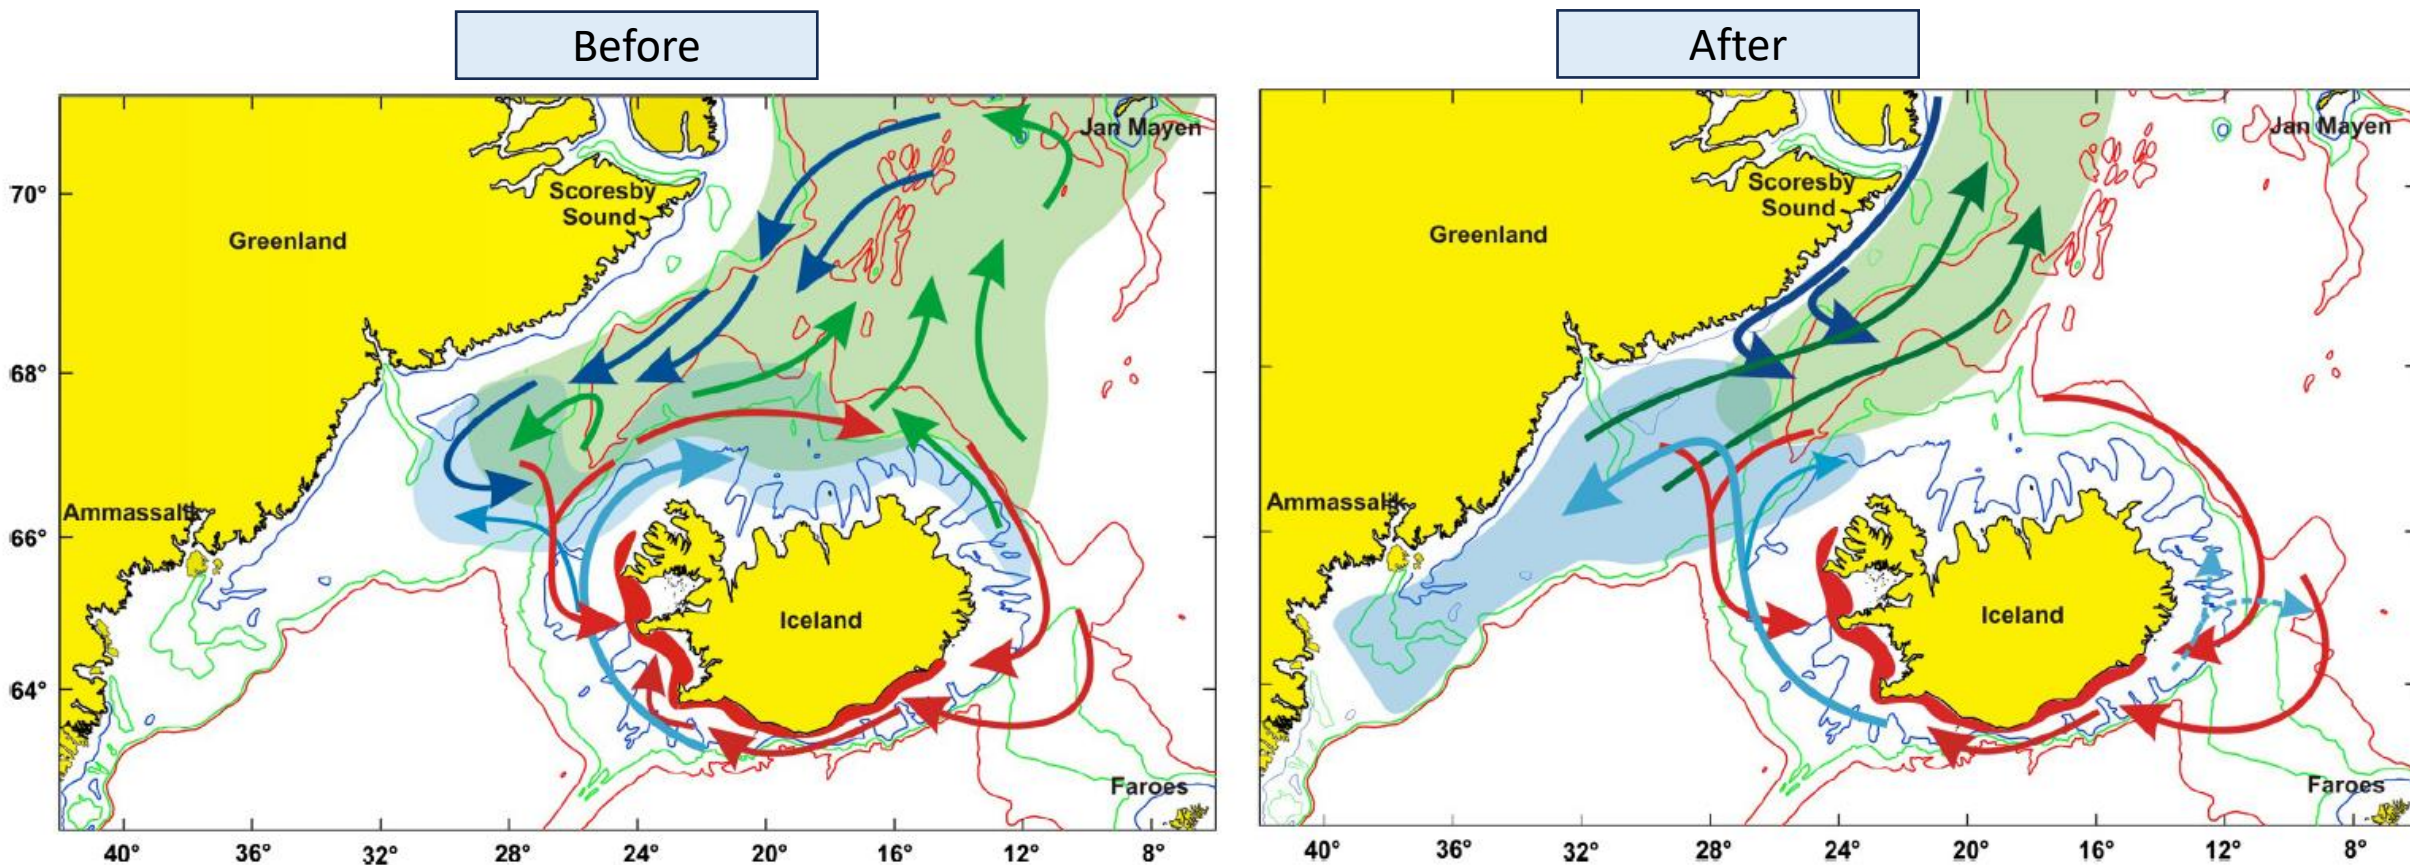 Before
After
Jan Mayen
Scoresby
Sound
Greenland
Ammassalik
Iceland
Faroes
70°
68°
66°
64°
40°
36°
32°
28°
24°
20°
16°
12°
8°
Jan Mayen
Scoresby
Sound
Greenland
Ammassalik
Iceland
Faroes
40°
36°
32°
28°
24°
20°
16°
12°
8°